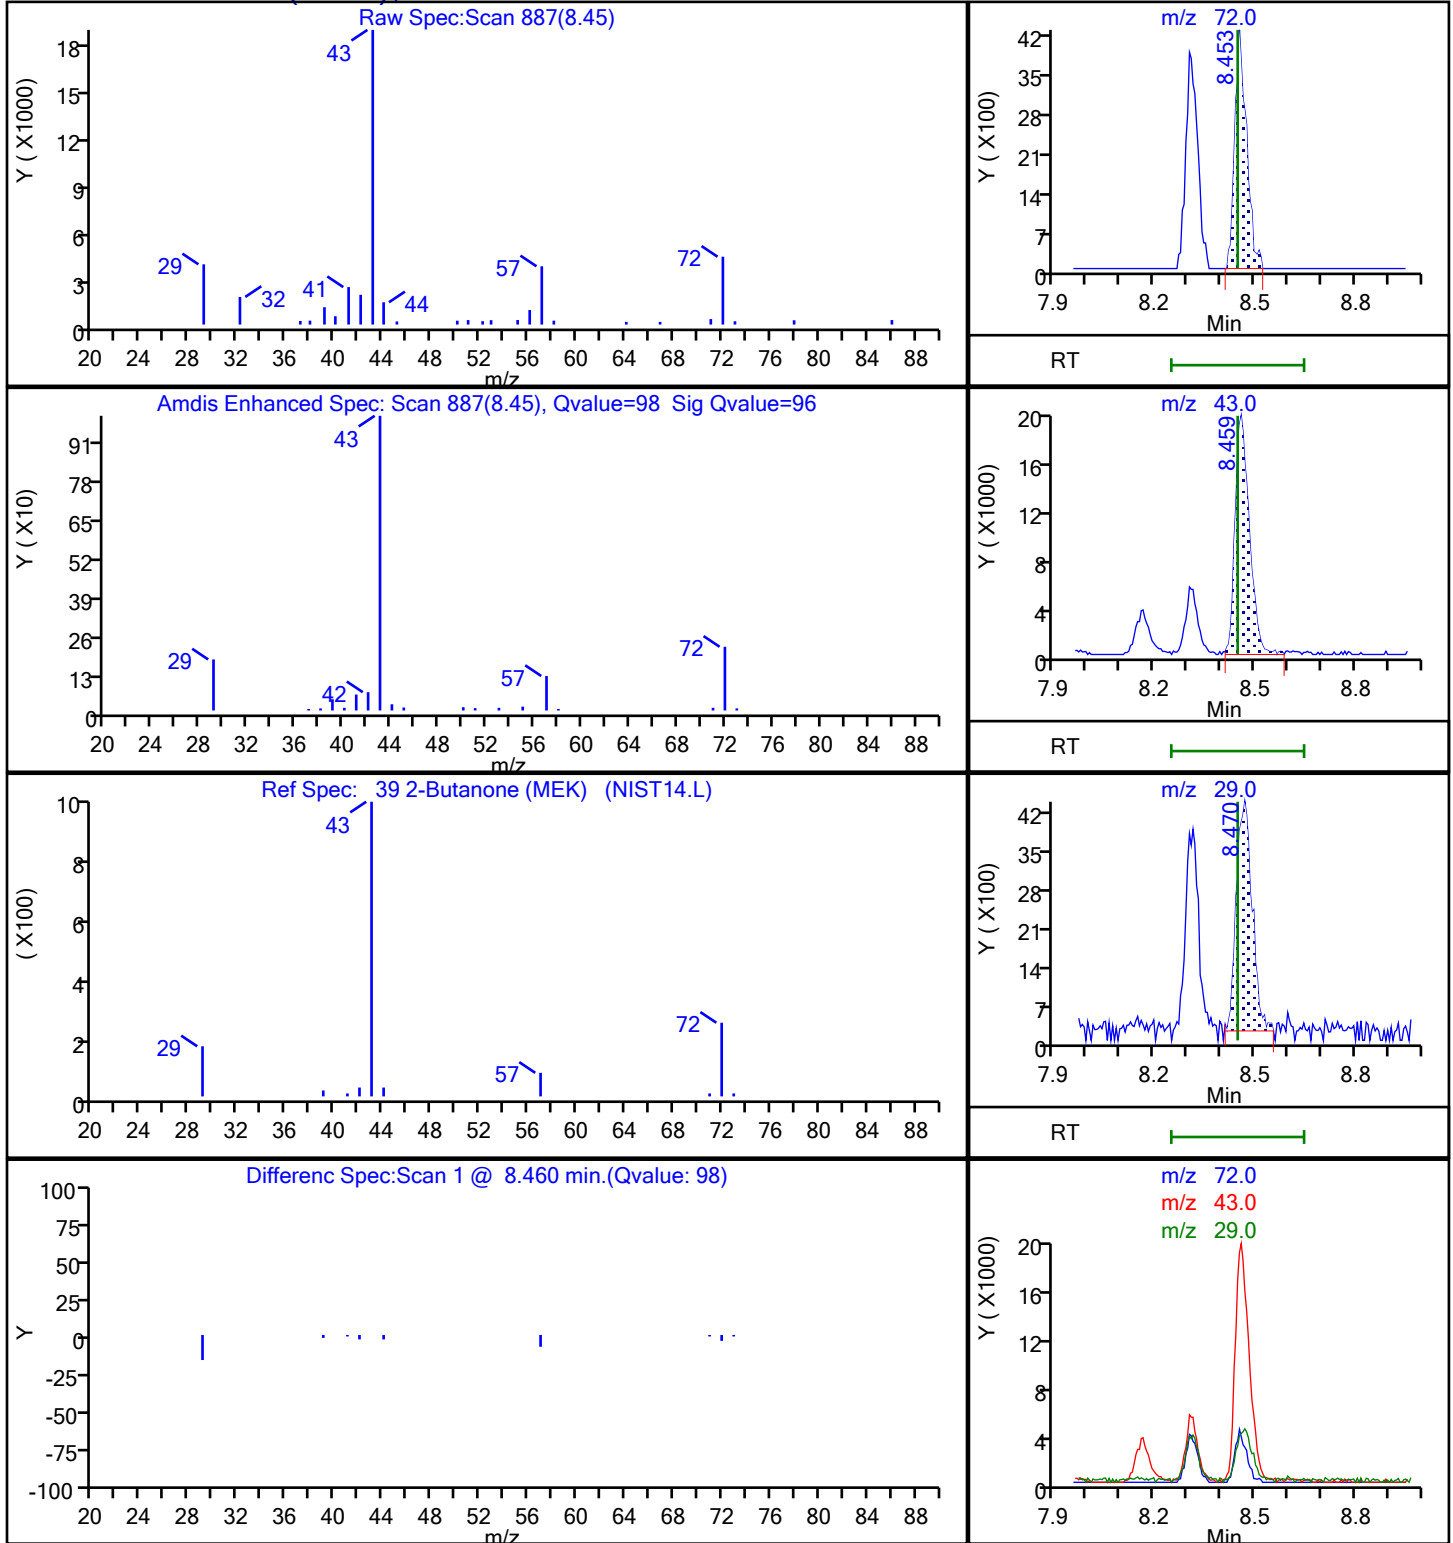 Raw Spec:Scan 887(8.45)
Y ( X1000)
18
15
12
9
6
3
0
43
29
32
41
44
57
72
20 24 28 32 36 40 44 48 52 56 60 64 68 72 76 80 84 88
m/z
m/z 72.0
Y ( X100)
42
35
28
21
14
7
0
8.453
7.9 8.2 8.5 8.8
Min
RT
Amdis Enhanced Spec: Scan 887(8.45), Qvalue=98 Sig Qvalue=96
Y ( X10)
91
78
65
52
39
26
13
0
43
29
42
57
72
20 24 28 32 36 40 44 48 52 56 60 64 68 72 76 80 84 88
m/z
m/z 43.0
Y ( X1000)
20
16
12
8
4
0
8.459
7.9 8.2 8.5 8.8
Min
RT
Ref Spec: 39 2-Butanone (MEK) (NIST14.L)
( X100)
10
8
6
4
2
0
43
29
57
72
20 24 28 32 36 40 44 48 52 56 60 64 68 72 76 80 84 88
m/z 29.0
Y ( X100)
42
35
28
21
14
7
0
8.470
7.9 8.2 8.5 8.8
Min
RT
Differenc Spec:Scan 1 @ 8.460 min.(Qvalue: 98)
Y
100
75
50
25
0
-25
-50
-75
-100
20 24 28 32 36 40 44 48 52 56 60 64 68 72 76 80 84 88
m/z
m/z 72.0
m/z 43.0
m/z 29.0
Y ( X1000)
20
16
12
8
4
0
7.9 8.2 8.5 8.8
Min